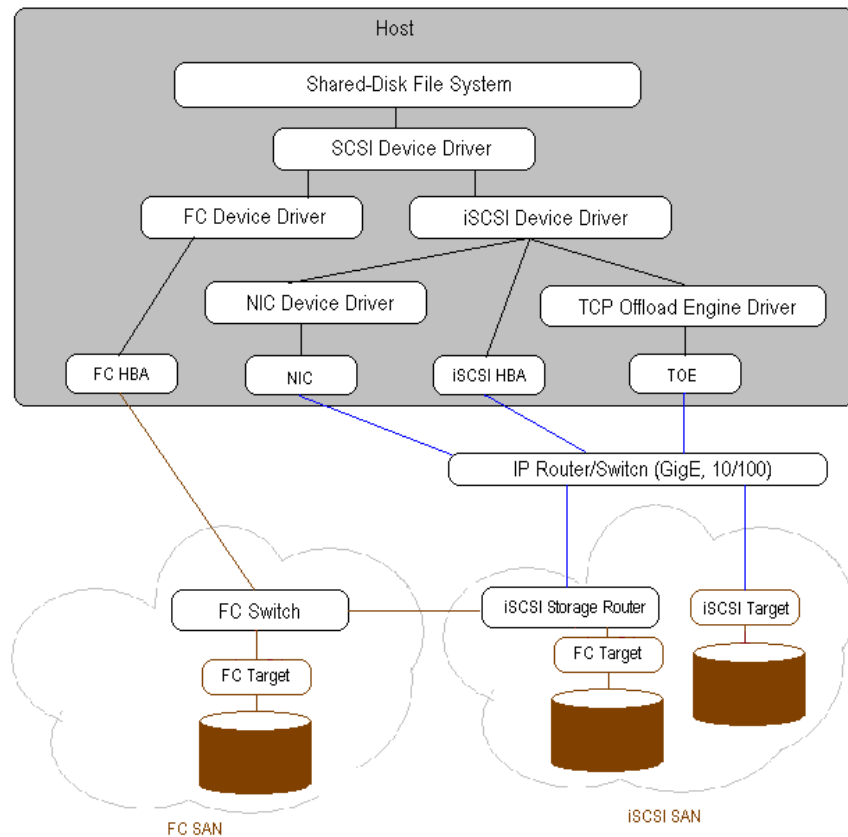 Host
Shared-Disk File System
SCSI Device Driver
FC Device Driver
iSCSI Device Driver
NIC Device Driver
TCP Offload Engine Driver
FC HBA
NIC
iSCSI HBA
TOE
IP Router/Switcn (GigE, 10/100)
FC Switch
iSCSI Storage Router
iSCSI Target
FC Target
FC Target
FC SAN
iSCSI SAN